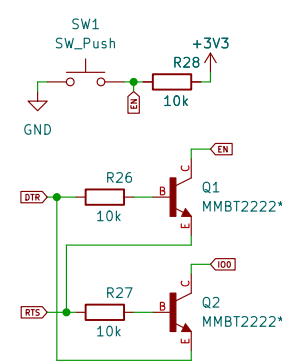 SW1
SW_Push
+3V3
R28
10k
EN
GND
EN
C
R26
Q1
DTR
B
10k
MMBT2222*
E
IO0
C
R27
Q2
RTS
B
10k
MMBT2222*
E